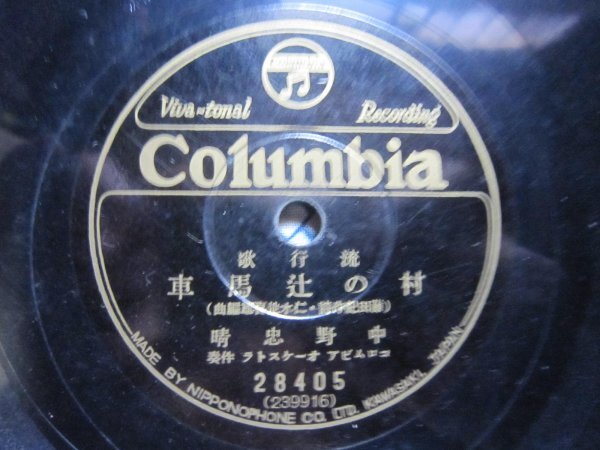 Viva-tonal Recording
Columbia
歌行流
車馬辻の村
晴忠野中
奏伴 ラトスケーオ アビムロコ
28405
(239916)
MADE BY NIPPONOPHONE CO. LTD. KAWASAKI, JAPAN